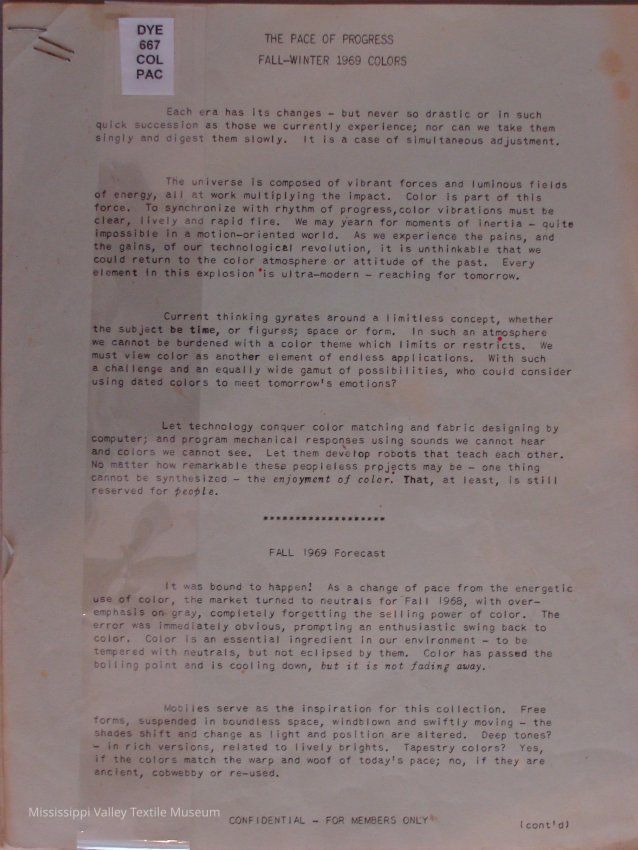 DYE
667
COL
PAC
THE PACE OF PROGRESS
FALL-WINTER 1969 COLORS
Each era has its changes - but never so drastic or in such
quick succession as those we currently experience; nor can we take them
singly and digest them slowly. It is a case of simultaneous adjustment.
The universe is composed of vibrant forces and luminous fields
of energy, all at work multiplying the impact. Color is part of this
force. To synchronize with rhythm of progress,color vibrations must be
clear, lively and rapid fire. We may yearn for moments of inertia - quite
impossible in a motion-oriented world. As we experience the pains, and
the gains, of our technological revolution, it is unthinkable that we
could return to the color atmosphere or attitude of the past. Every
element in this explosion is ultra-modern - reaching for tomorrow.
Current thinking gyrates around a limitless concept, whether
the subject be time, or figures; space or form. In such an atmosphere
we cannot be burdened with a color theme which limits or restricts. We
must view color as another element of endless applications. With such
a challenge and an equally wide gamut of possibilities, who could consider
using dated colors to meet tomorrow's emotions?
Let technology conquer color matching and fabric designing by
computer; and program mechanical responses using sounds we cannot hear
and colors we cannot see. Let them develop robots that teach each other.
No matter how remarkable these peopleless projects may be - one thing
cannot be synthesized - the enjoyment of color. That, at least, is still
reserved for people.
*******************
FALL 1969 Forecast
It was bound to happen! As a change of pace from the energetic
use of color, the market turned to neutrals for Fall 1968, with over-
emphasis on gray, completely forgetting the selling power of color. The
error was immediately obvious, prompting an enthusiastic swing back to
color. Color is an essential ingredient in our environment - to be
tempered with neutrals, but not eclipsed by them. Color has passed the
boiling point and is cooling down, but it is not fading away.
Mobiles serve as the inspiration for this collection. Free
forms, suspended in boundless space, windblown and swiftly moving - the
shades shift and change as light and position are altered. Deep tones?
- in rich versions, related to lively brights. Tapestry colors? Yes,
if the colors match the warp and woof of today's pace; no, if they are
ancient, cobwebby or re-used.
Mississippi Valley Textile Museum
CONFIDENTIAL - FOR MEMBERS ONLY
(cont'd)